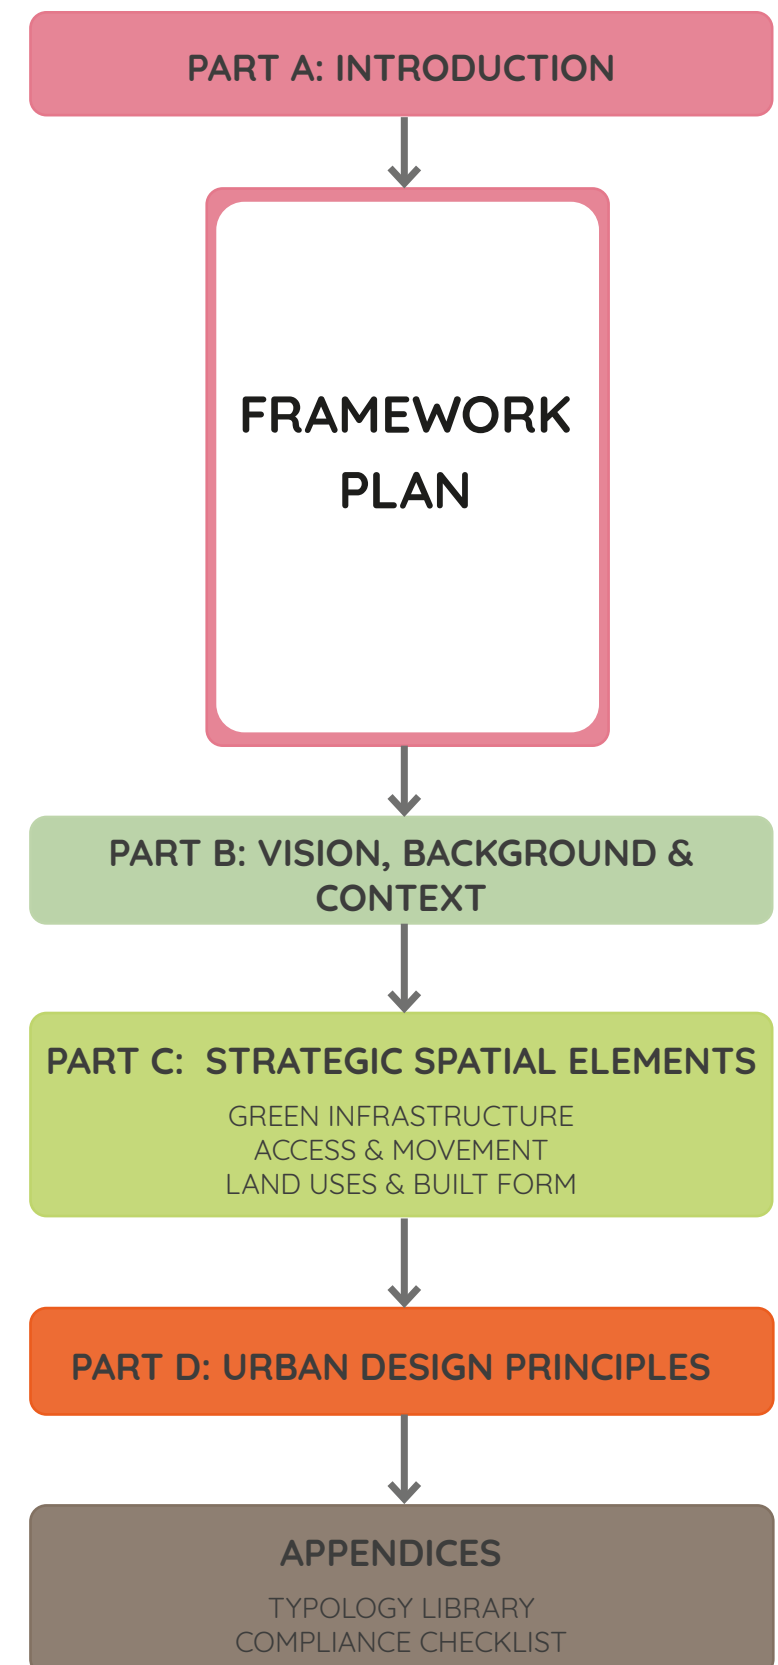 PART A: INTRODUCTION
FRAMEWORK
PLAN
PART B: VISION, BACKGROUND &
CONTEXT
PART C:  STRATEGIC SPATIAL ELEMENTS
GREEN INFRASTRUCTURE
ACCESS & MOVEMENT
LAND USES & BUILT FORM
PART D: URBAN DESIGN PRINCIPLES
APPENDICES
TYPOLOGY LIBRARY
COMPLIANCE CHECKLIST